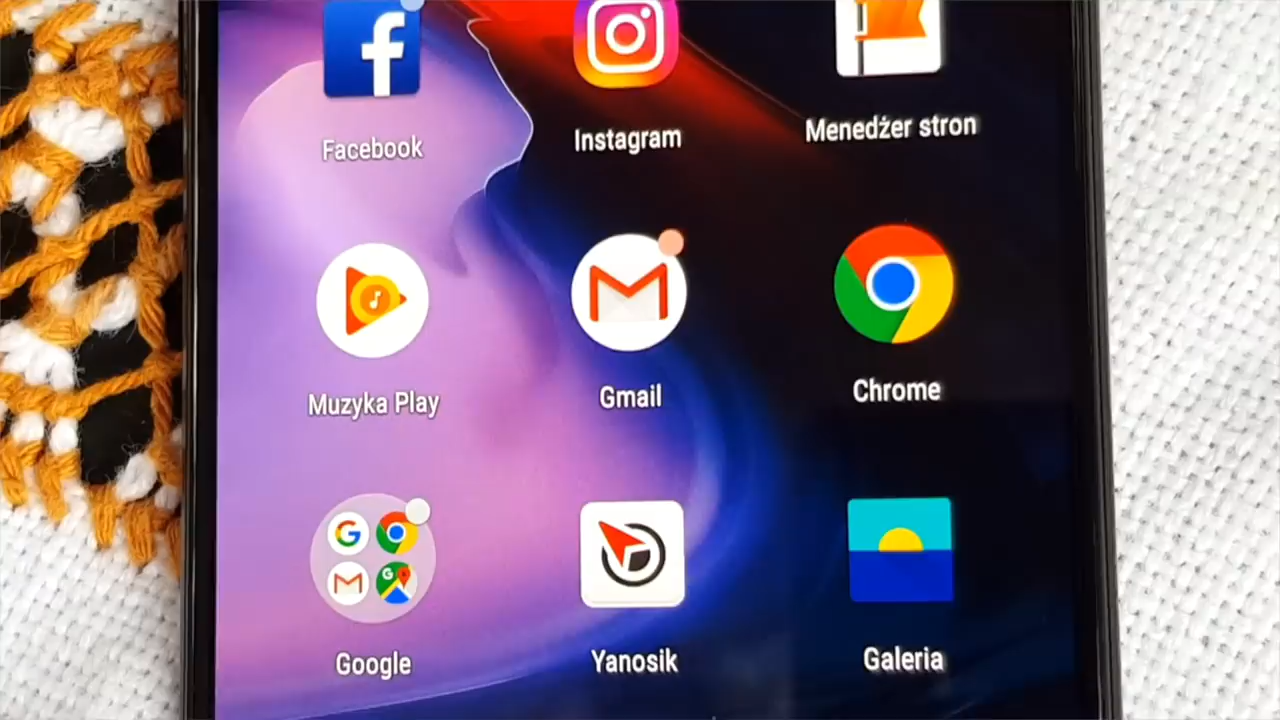 Facebook
Instagram
Menedżer stron
Muzyka Play
Gmail
Chrome
Google
Yanosik
Galeria